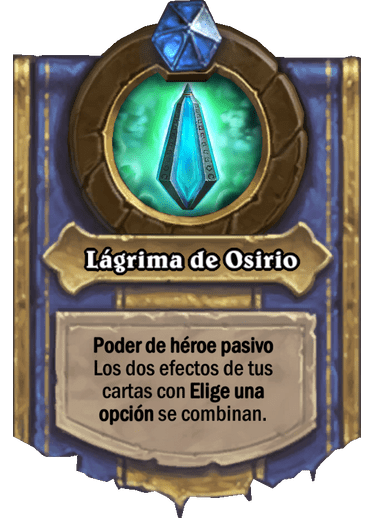 Lágrima de Osirio
Poder de héroe pasivo
Los dos efectos de tus
cartas con Elige una
opción se combinan.